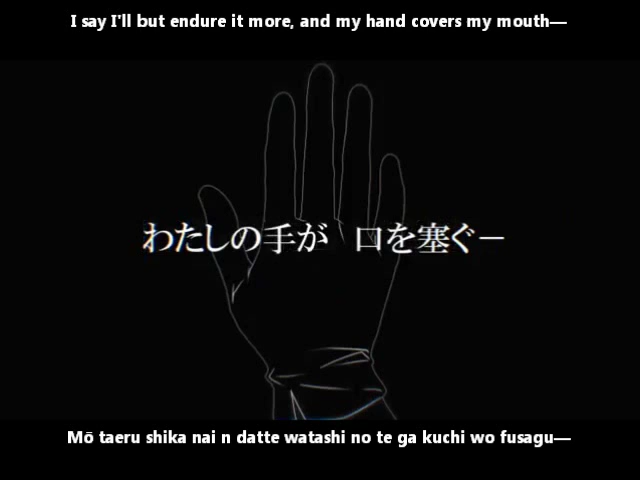 I say I'll but endure it more, and my hand covers my mouth—
わたしの手が　口を塞ぐ－
Mō taeru shika nai n datte watashi no te ga kuchi wo fusagu—